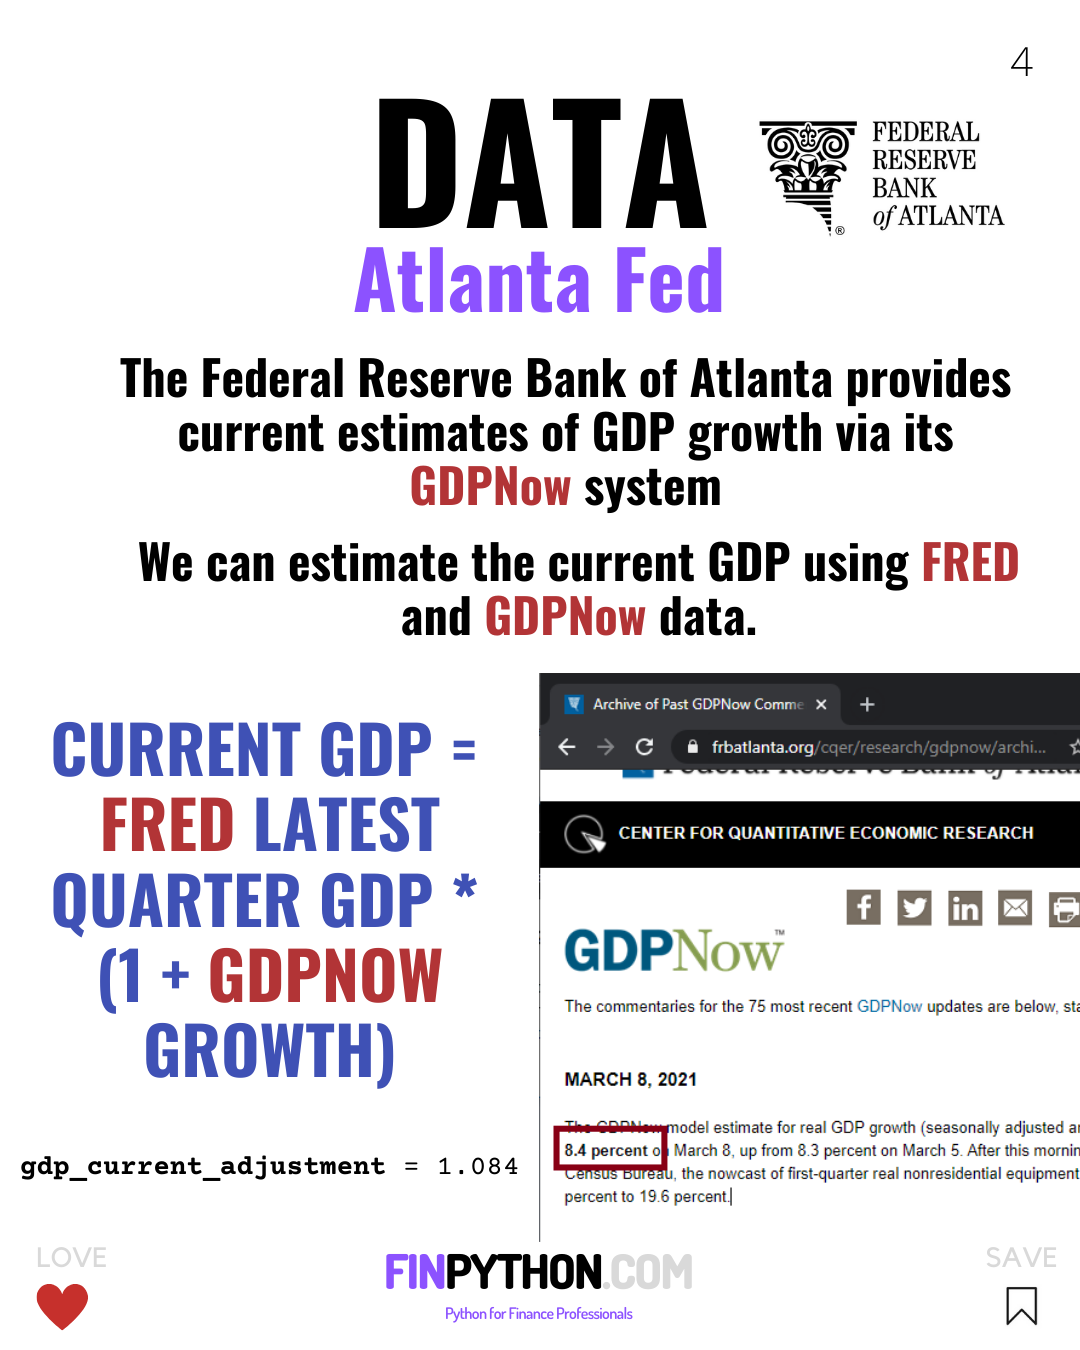 4
DATA
FEDERAL
RESERVE
BANK
of ATLANTA
®
Atlanta Fed
The Federal Reserve Bank of Atlanta provides
current estimates of GDP growth via its
GDPNow system
We can estimate the current GDP using FRED
and GDPNow data.
CURRENT GDP =
FRED LATEST
QUARTER GDP *
(1 + GDPNOW
GROWTH)
gdp_current_adjustment = 1.084
Archive of Past GDPNow Comme
frbatlanta.org/cqer/research/gdpnow/archi...
Federal Reserve Bank of Atla
CENTER FOR QUANTITATIVE ECONOMIC RESEARCH
GDPNow™
The commentaries for the 75 most recent GDPNow updates are below, sta
MARCH 8, 2021
The GDPNow model estimate for real GDP growth (seasonally adjusted an
8.4 percent on March 8, up from 8.3 percent on March 5. After this mornin
Census Bureau, the nowcast of first-quarter real nonresidential equipment
percent to 19.6 percent.
LOVE
FINPYTHON.COM
Python for Finance Professionals
SAVE